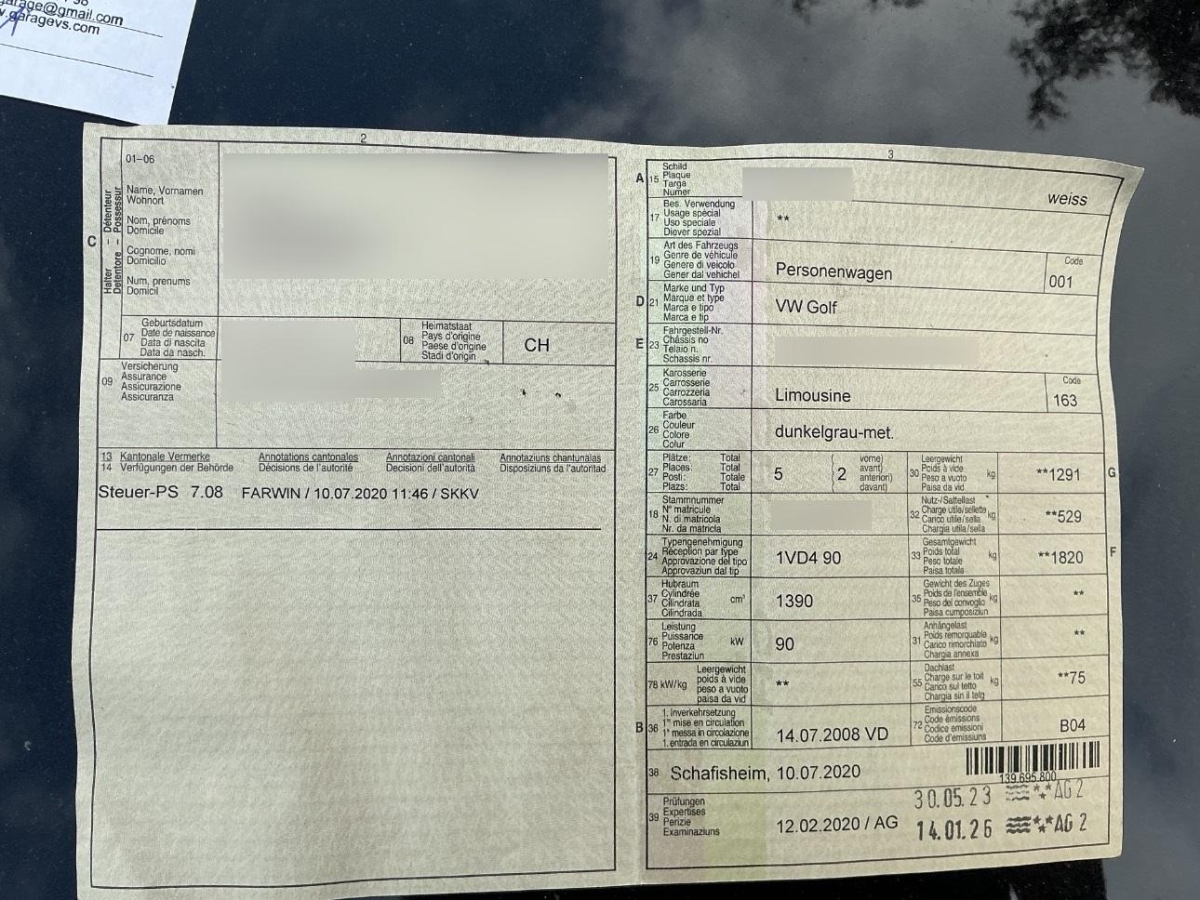 garage@gmail.com
garagevs.com
2
01-06
Name, Vornamen
Wohnort
Nom, prénoms
Domicile
Cognome, nomi
Domicilio
Num, prenums
Domicil
C
Halter – Détenteur
Detentore – Possessur
07
Geburtsdatum
Date de naissance
Data di nascita
Data da nasch.
08
Heimatstaat
Pays d'origine
Paese d'origine
Stadi d'origin
CH
09
Versicherung
Assurance
Assicurazione
Assicuranza
13 Kantonale Vermerke Annotations cantonales Annotazioni cantonali Annotaziuns chantunalas
14 Verfügungen der Behörde Décisions de l'autorité Decisioni dell'autorità Disposiziuns da l'autoritad
Steuer-PS 7.08 FARWIN / 10.07.2020 11:46 / SKKV
3
A 15
Schild
Plaque
Targa
Numer
weiss
17
Bes. Verwendung
Usage spécial
Uso speciale
Diever spezial
**
19
Art des Fahrzeugs
Genre de véhicule
Genere di veicolo
Gener dal vehichel
Personenwagen
Code
001
D 21
Marke und Typ
Marque et type
Marca e tipo
Marca e tip
VW Golf
E 23
Fahrgestell-Nr.
Châssis no
Telaio n.
Schassis nr.
25
Karosserie
Carrosserie
Carrozzeria
Carossaria
Limousine
Code
163
26
Farbe
Couleur
Colore
Colur
dunkelgrau-met.
27
Plätze: Total
Places: Total
Posti: Totale
Plazs: Total
5
2
vorne)
avant)
anteriori)
davant)
30
Leergewicht
Poids à vide
Peso a vuoto
Paisa da vid
kg
**1291
G
18
Stammnummer
N° matricule
N. di matricola
Nr. da matricla
32
Nutz-/Sattellast
Charge utile/sellette
Carico utile/sella
Chargia utila/sella
kg
**529
24
Typengenehmigung
Réception par type
Approvazione del tipo
Approvaziun dal tip
1VD4 90
33
Gesamtgewicht
Poids total
Peso totale
Paisa totala
kg
**1820
F
37
Hubraum
Cylindrée
Cilindrata
Cilindrada
cm³
1390
35
Gewicht des Zuges
Poids de l'ensemble
Peso del convoglio
Paisa cumposiziun
kg
**
76
Leistung
Puissance
Potenza
Prestaziun
kW
90
31
Anhängelast
Poids remorquable
Carico rimorchiato
Chargia annexa
kg
**
78 kW/kg
Leergewicht
poids à vide
peso a vuoto
paisa da vid
**
55
Dachlast
Charge sur le toit
Carico sul tetto
Chargia sin il tetg
kg
**75
B 36
1. Inverkehrsetzung
1re mise en circulation
1a messa in circolazione
1. entrada en circulaziun
14.07.2008 VD
72
Emissionscode
Code émissions
Codice emissioni
Code d'emissiuns
B04
38
Schafisheim, 10.07.2020
139.695.800
39
Prüfungen
Expertises
Perizie
Examinaziuns
12.02.2020 / AG
30.05.23 AG 2
14.01.26 AG 2